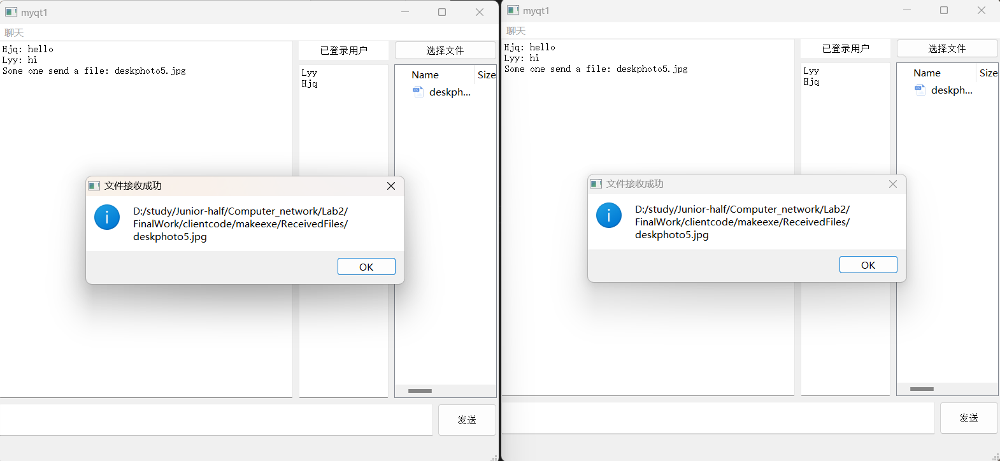 myqt1
聊天
Hjq: hello
Lyy: hi
Some one send a file: deskphoto5.jpg
已登录用户
Lyy
Hjq
选择文件
Name Size
deskph...
文件接收成功
D:/study/Junior-half/Computer_network/Lab2/
FinalWork/clientcode/makeexe/ReceivedFiles/
deskphoto5.jpg
OK
发送
myqt1
聊天
Hjq: hello
Lyy: hi
Some one send a file: deskphoto5.jpg
已登录用户
Lyy
Hjq
选择文件
Name Size
deskph...
文件接收成功
D:/study/Junior-half/Computer_network/Lab2/
FinalWork/clientcode/makeexe/ReceivedFiles/
deskphoto5.jpg
OK
发送